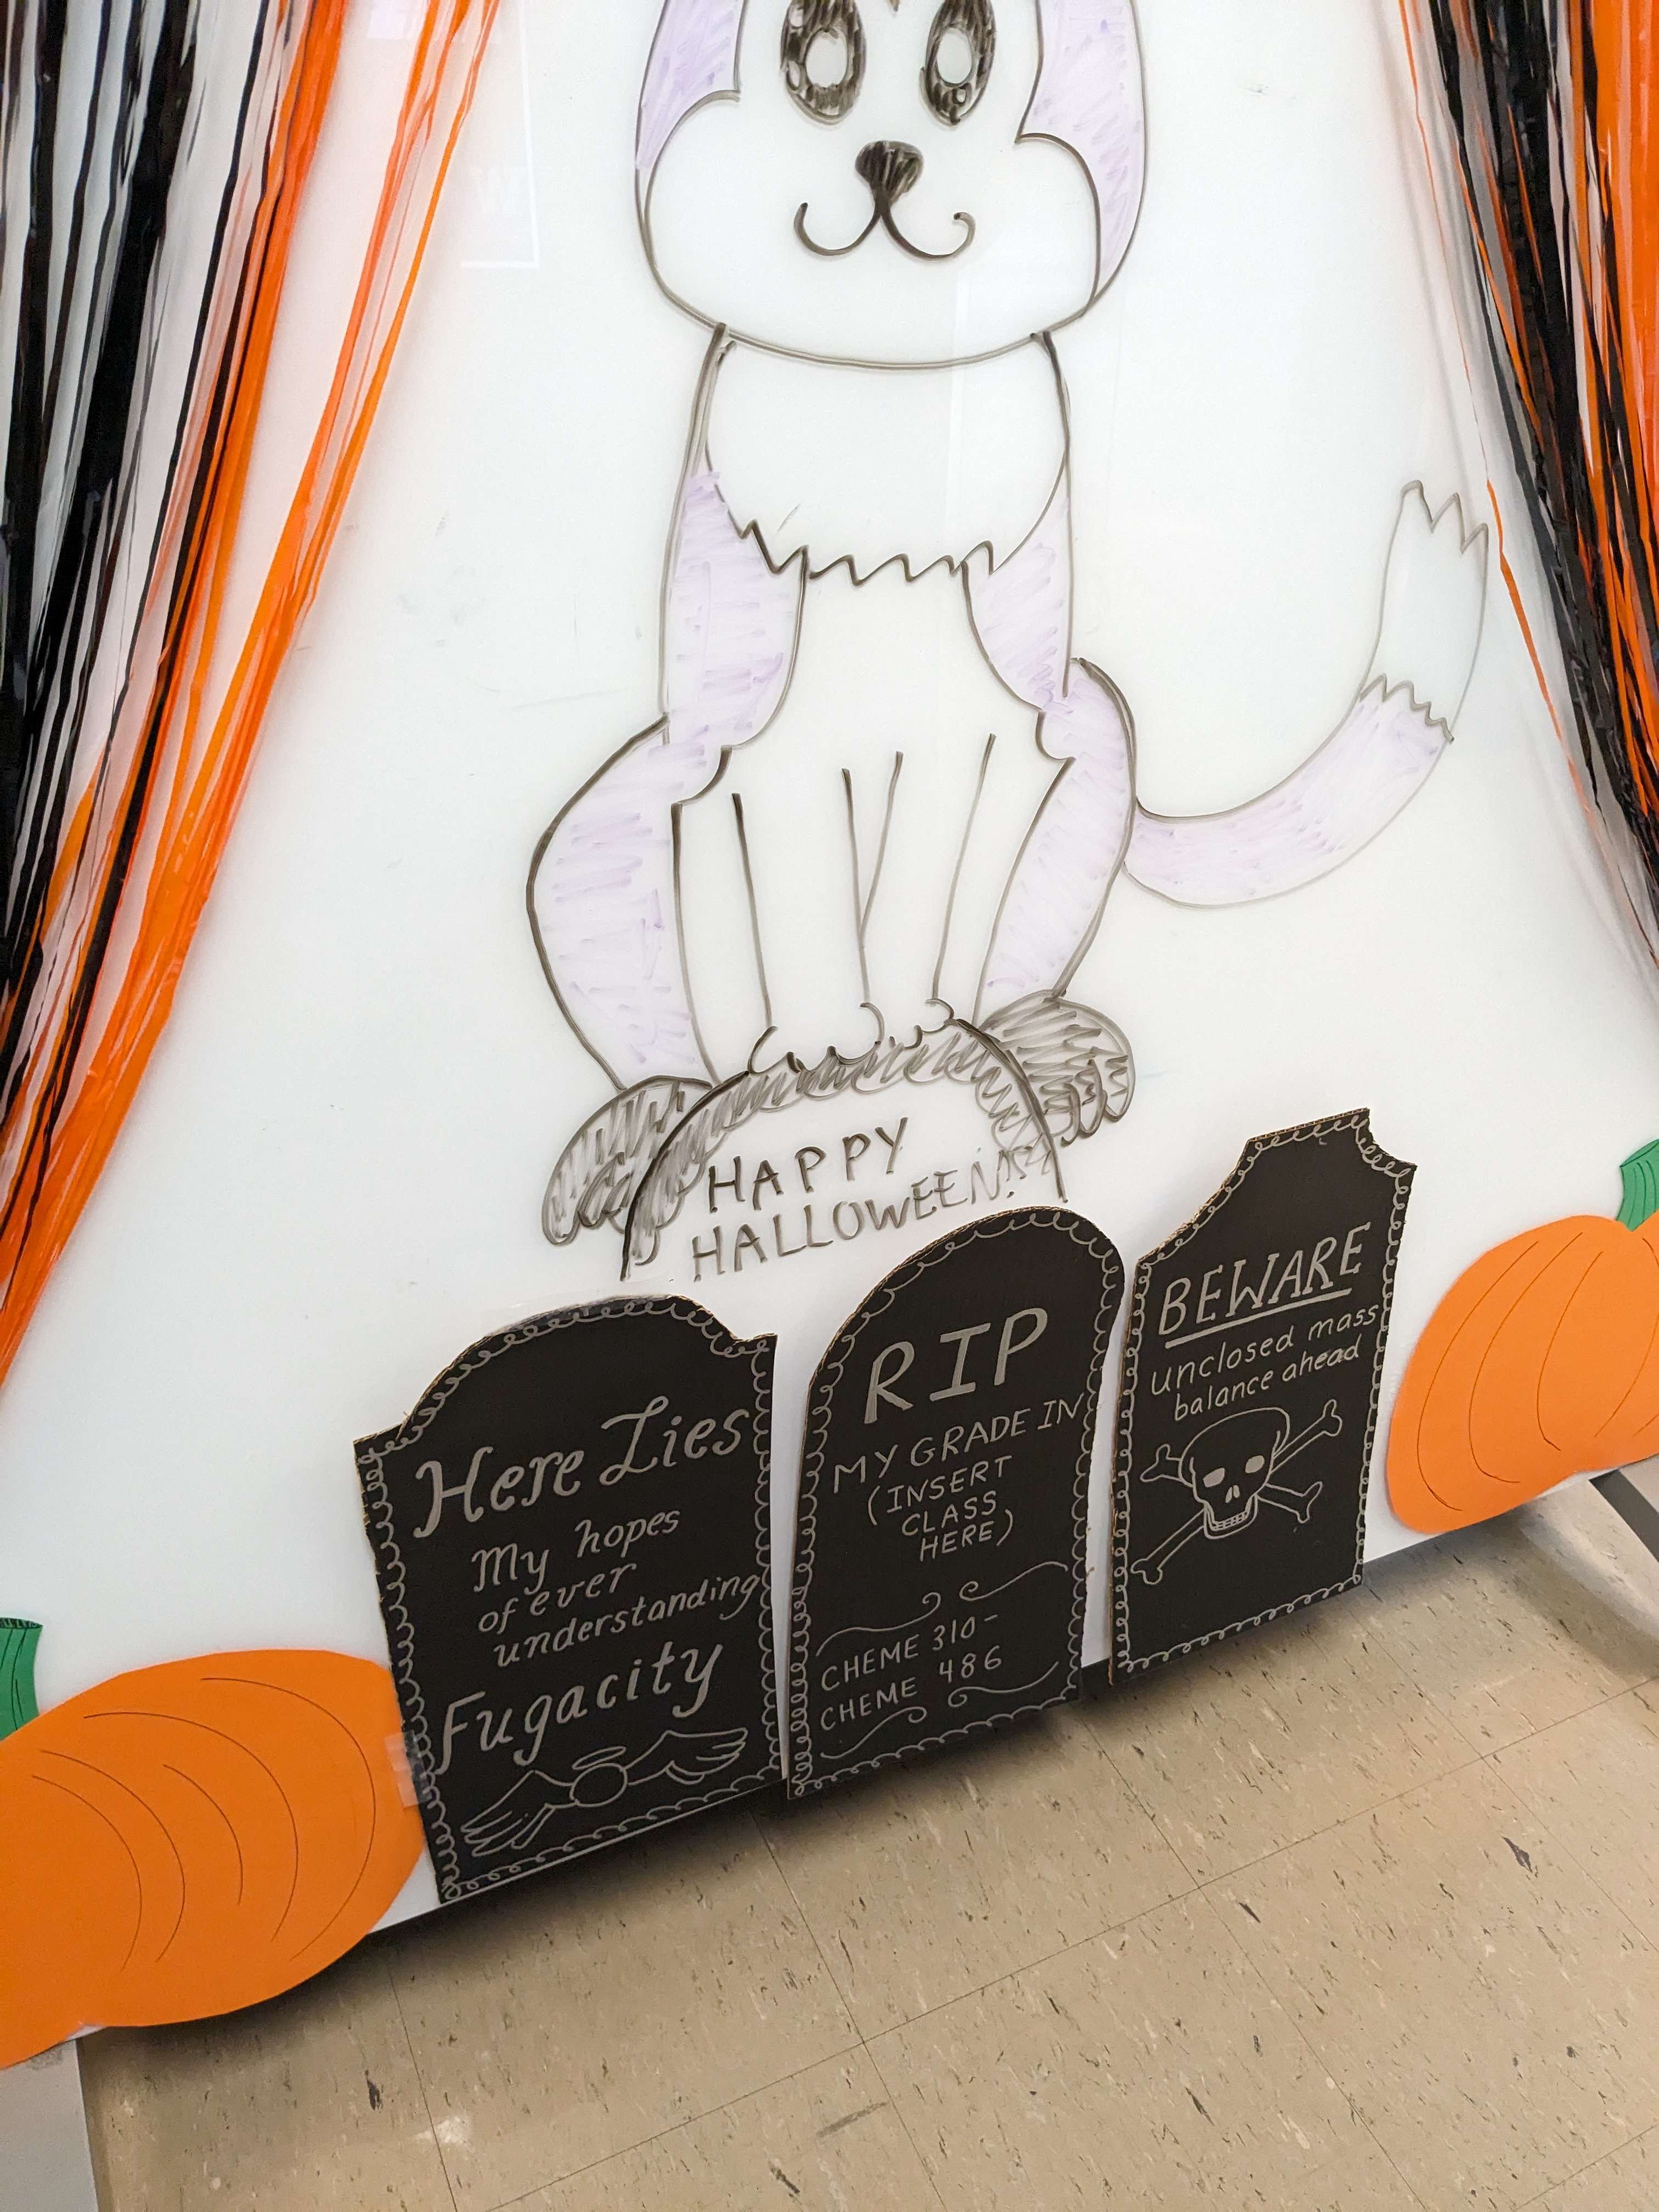 HAPPY
HALLOWEEN!
Here Lies
My hopes
of ever
understanding
Fugacity
RIP
MY GRADE IN
(INSERT
CLASS
HERE)
CHEME 310-
CHEME 486
BEWARE
unclosed mass
balance ahead